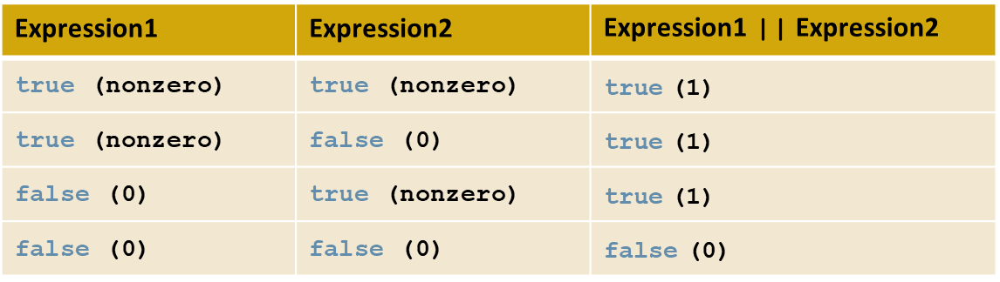 Expression1 Expression2 Expression1 || Expression2
true (nonzero) true (nonzero) true (1)
true (nonzero) false (0) true (1)
false (0) true (nonzero) true (1)
false (0) false (0) false (0)